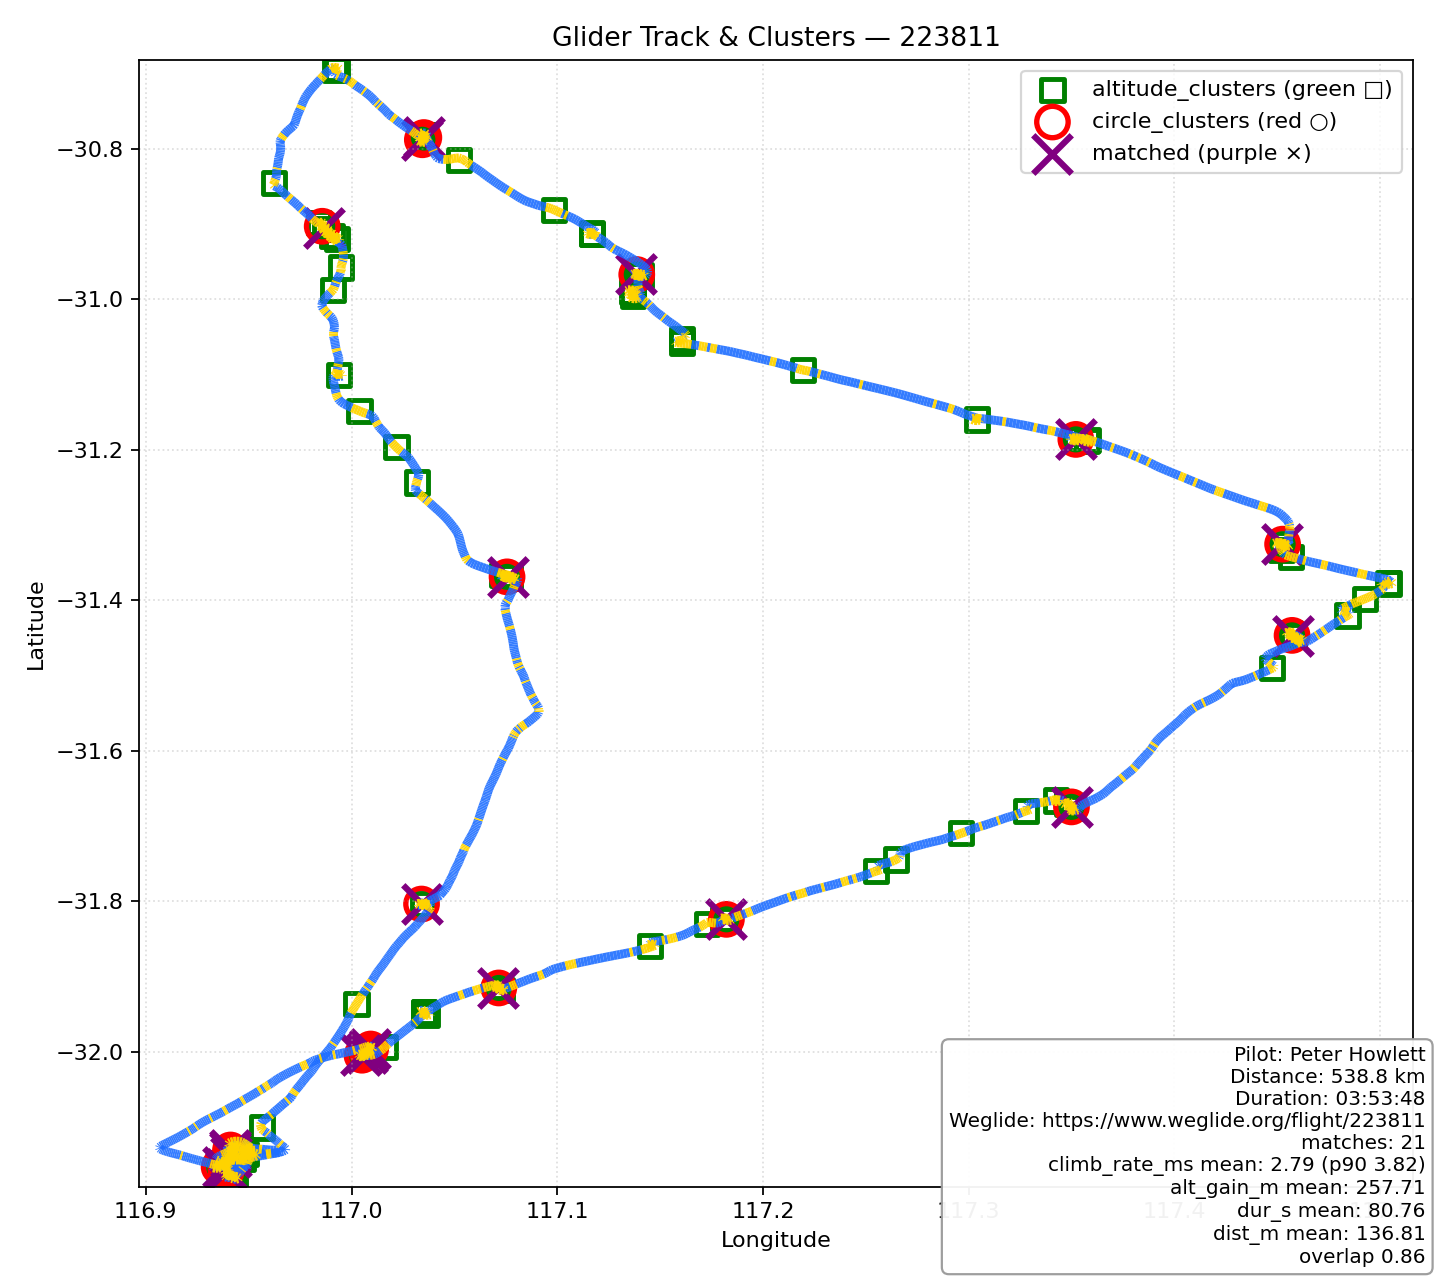 Glider Track & Clusters — 223811
altitude_clusters (green □)
circle_clusters (red ○)
matched (purple ×)
−30.8
−31.0
−31.2
−31.4
−31.6
−31.8
−32.0
Latitude
116.9
117.0
117.1
117.2
117.3
117.4
Longitude
Pilot: Peter Howlett
Distance: 538.8 km
Duration: 03:53:48
Weglide: https://www.weglide.org/flight/223811
matches: 21
climb_rate_ms mean: 2.79 (p90 3.82)
alt_gain_m mean: 257.71
dur_s mean: 80.76
dist_m mean: 136.81
overlap 0.86